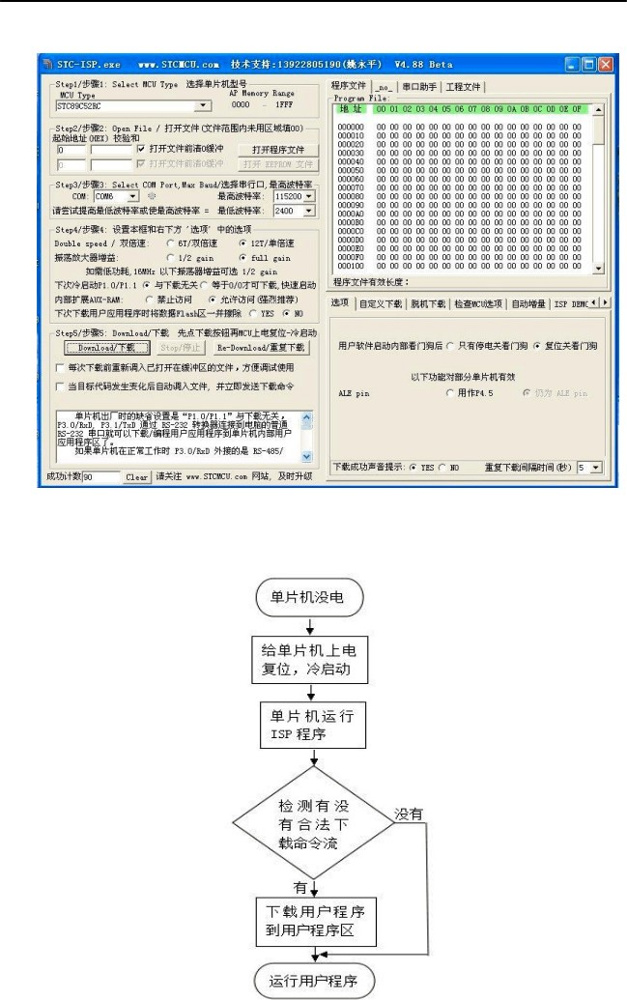 STC-ISP.exe www.STCMCU.com 技术支持:13922805190(姚永平) V4.88 Beta
Step1/步骤1: Select MCU Type 选择单片机型号
MCU Type AP Memory Range
STC89C52RC 0000 - 1FFF
Step2/步骤2: Open File / 打开文件(文件范围内未用区域填00)
起始地址(HEX) 校验和
0 打开文件前清0缓冲 打开程序文件
0 打开文件前清0缓冲 打开 EEPROM 文件
Step3/步骤3: Select COM Port,Max Baud/选择串行口,最高波特率
COM: COM6 最高波特率: 115200
请尝试提高最低波特率或使最高波特率 = 最低波特率: 2400
Step4/步骤4: 设置本框和右下方 '选项' 中的选项
Double speed / 双倍速: 6T/双倍速 12T/单倍速
振荡放大器增益: 1/2 gain full gain
如需低功耗,16MHz 以下振荡器增益可选 1/2 gain
下次冷启动P1.0/P1.1 与下载无关 等于0/0才可下载,快速启动
内部扩展AUX-RAM: 禁止访问 允许访问(强烈推荐)
下次下载用户应用程序时将数据Flash区一并擦除 YES NO
Step5/步骤5: Download/下载 先点下载按钮再MCU上电复位-冷启动
Download/下载 Stop/停止 Re-Download/重复下载
每次下载前重新调入已打开在缓冲区的文件,方便调试使用
当目标代码发生变化后自动调入文件,并立即发送下载命令
单片机出厂时的缺省设置是 "P1.0/P1.1" 与下载无关,
P3.0/RxD, P3.1/TxD 通过 RS-232 转换器连接到电脑的普通
RS-232 串口就可以下载/编程用户应用程序到单片机内部用户
应用程序区了。
如果单片机在正常工作时 P3.0/RxD 外接的是 RS-485/
成功计数 90 Clear 请关注 www.STCMCU.com 网站, 及时升级
程序文件 _no_ 串口助手 工程文件
Program File:
地 址 00 01 02 03 04 05 06 07 08 09 0A 0B 0C 0D 0E 0F
000000 00 00 00 00 00 00 00 00 00 00 00 00 00 00 00 00
000010 00 00 00 00 00 00 00 00 00 00 00 00 00 00 00 00
000020 00 00 00 00 00 00 00 00 00 00 00 00 00 00 00 00
000030 00 00 00 00 00 00 00 00 00 00 00 00 00 00 00 00
000040 00 00 00 00 00 00 00 00 00 00 00 00 00 00 00 00
000050 00 00 00 00 00 00 00 00 00 00 00 00 00 00 00 00
000060 00 00 00 00 00 00 00 00 00 00 00 00 00 00 00 00
000070 00 00 00 00 00 00 00 00 00 00 00 00 00 00 00 00
000080 00 00 00 00 00 00 00 00 00 00 00 00 00 00 00 00
000090 00 00 00 00 00 00 00 00 00 00 00 00 00 00 00 00
0000A0 00 00 00 00 00 00 00 00 00 00 00 00 00 00 00 00
0000B0 00 00 00 00 00 00 00 00 00 00 00 00 00 00 00 00
0000C0 00 00 00 00 00 00 00 00 00 00 00 00 00 00 00 00
0000D0 00 00 00 00 00 00 00 00 00 00 00 00 00 00 00 00
0000E0 00 00 00 00 00 00 00 00 00 00 00 00 00 00 00 00
0000F0 00 00 00 00 00 00 00 00 00 00 00 00 00 00 00 00
000100 00 00 00 00 00 00 00 00 00 00 00 00 00 00 00 00
程序文件有效长度:
选项 自定义下载 脱机下载 检查MCU选项 自动增量 ISP DEMC
用户软件启动内部看门狗后 只有停电关看门狗 复位关看门狗
以下功能对部分单片机有效
ALE pin 用作P4.5 仍为 ALE pin
下载成功声音提示: YES NO 重复下载间隔时间(秒) 5
单片机没电
给单片机上电
复位,冷启动
单片机运行
ISP 程序
检测有没
有合法下
载命令流
没有
有
下载用户程序
到用户程序区
运行用户程序